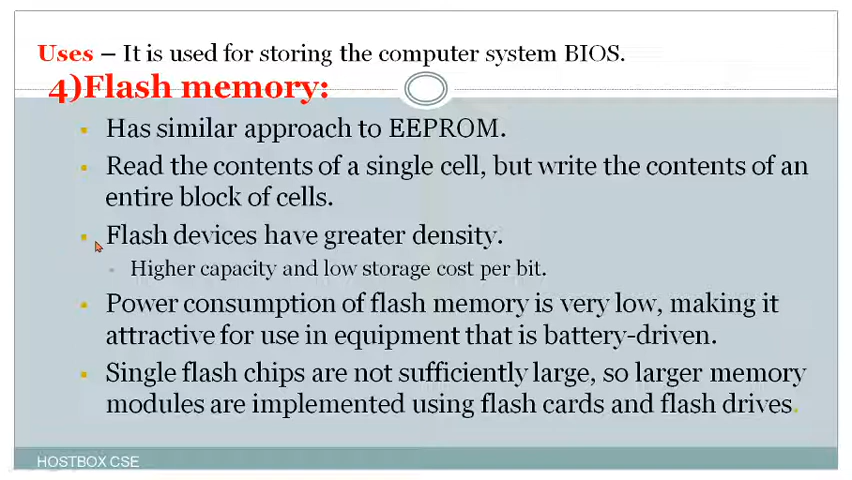 Uses – It is used for storing the computer system BIOS.
4)Flash memory:
Has similar approach to EEPROM.
Read the contents of a single cell, but write the contents of an
entire block of cells.
Flash devices have greater density.
Higher capacity and low storage cost per bit.
Power consumption of flash memory is very low, making it
attractive for use in equipment that is battery-driven.
Single flash chips are not sufficiently large, so larger memory
modules are implemented using flash cards and flash drives.
HOSTBOX CSE